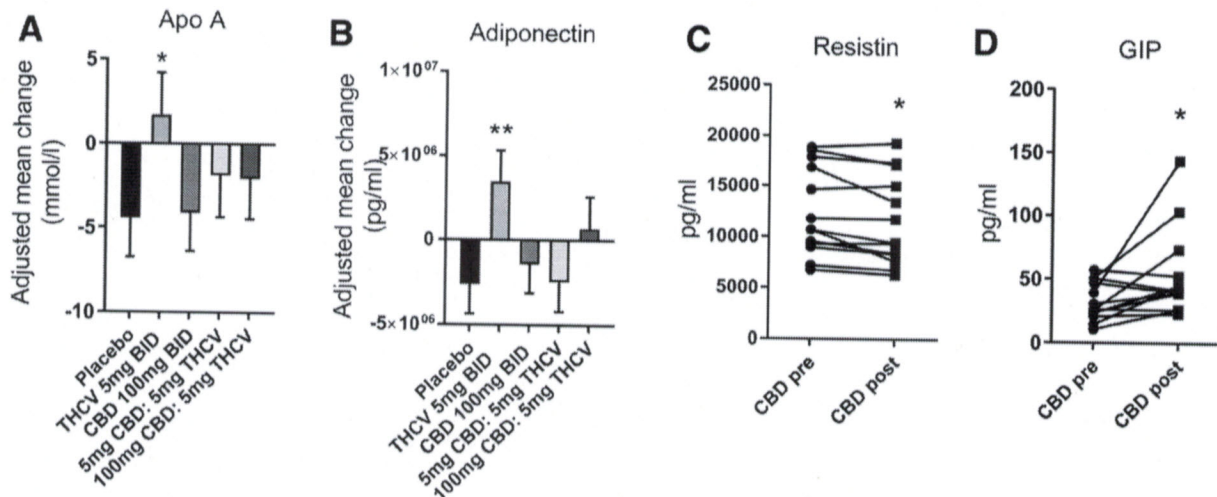 A
Apo A
Adjusted mean change
(mmol/l)
5
*
0
-5
-10
Placebo
THCV 5mg BID
CBD 100mg BID
5mg CBD: 5mg THCV
100mg CBD: 5mg THCV
B
Adiponectin
Adjusted mean change
(pg/ml)
1×10⁰⁷
**
5×10⁰⁶
0
-5×10⁰⁶
Placebo
THCV 5mg BID
CBD 100mg BID
5mg CBD: 5mg THCV
100mg CBD: 5mg THCV
C
Resistin
pg/ml
25000
*
20000
15000
10000
5000
0
CBD pre
CBD post
D
GIP
pg/ml
200
*
150
100
50
0
CBD pre
CBD post